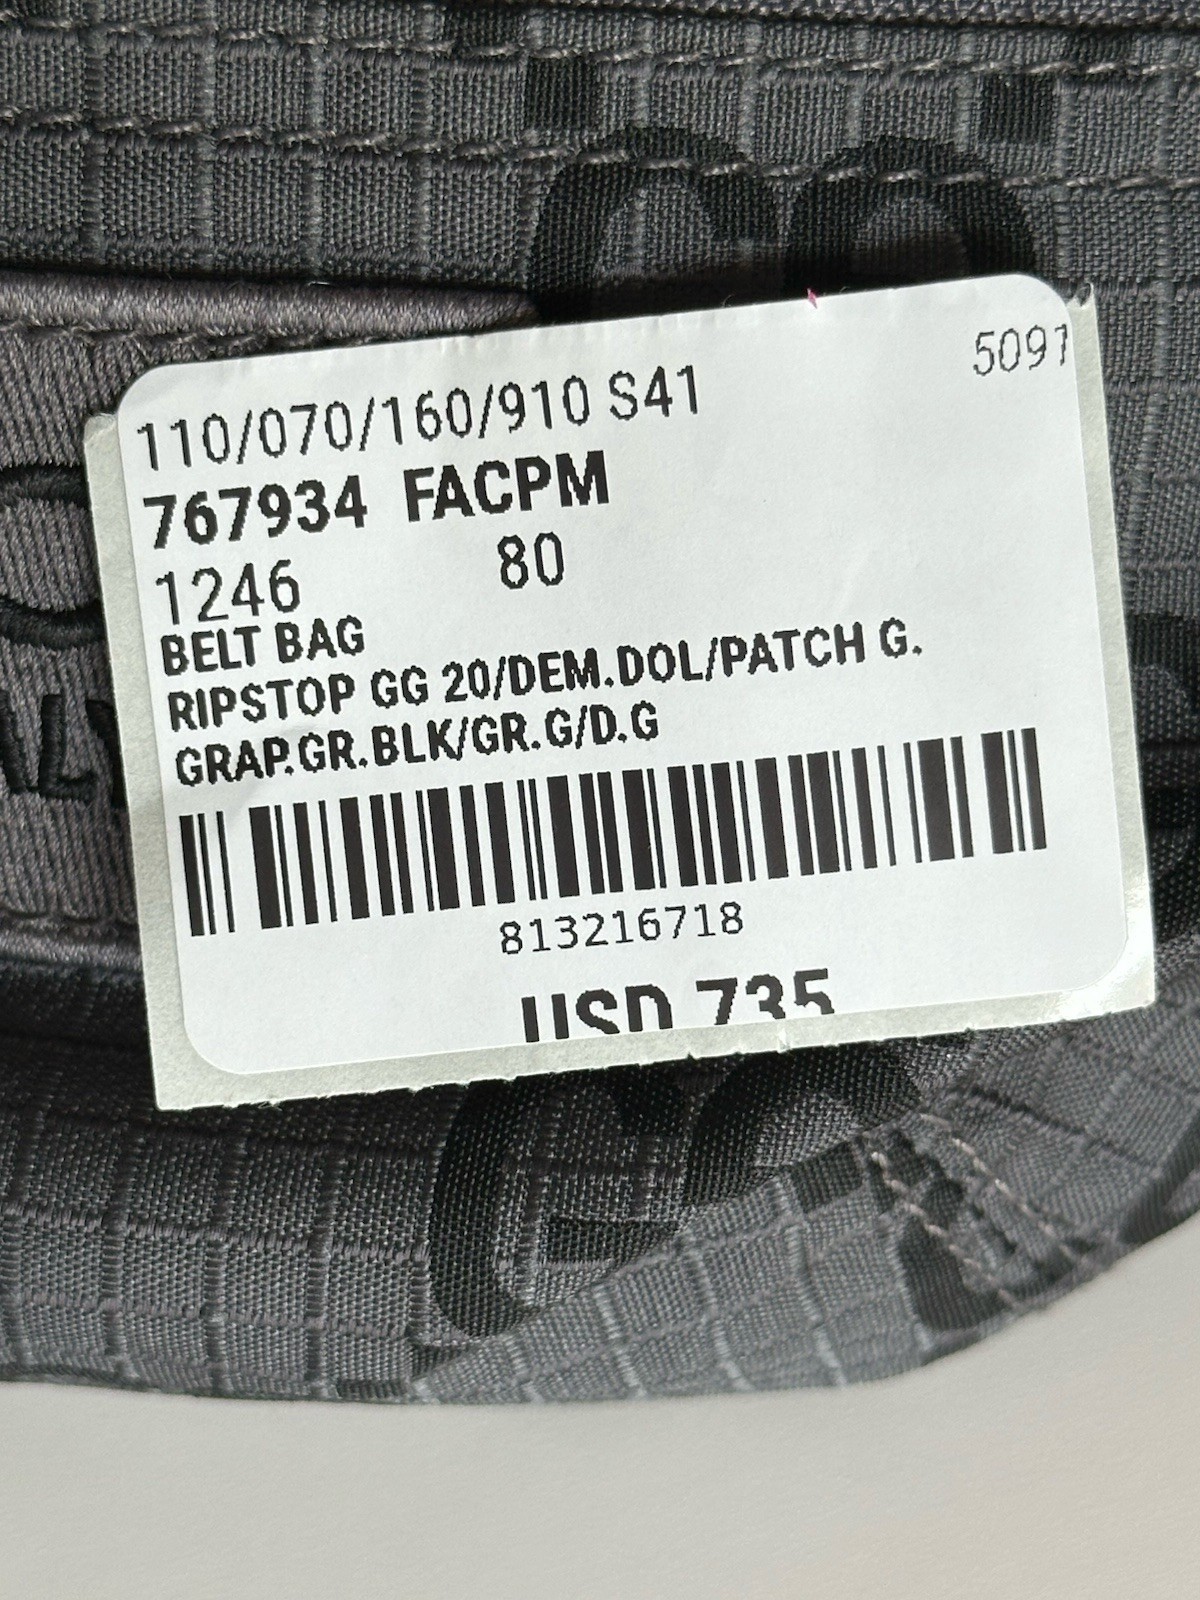 5091
110/070/160/910 S41
767934 FACPM
1246 80
BELT BAG
RIPSTOP GG 20/DEM.DOL/PATCH G.
GRAP.GR.BLK/GR.G/D.G
813216718
USD 735